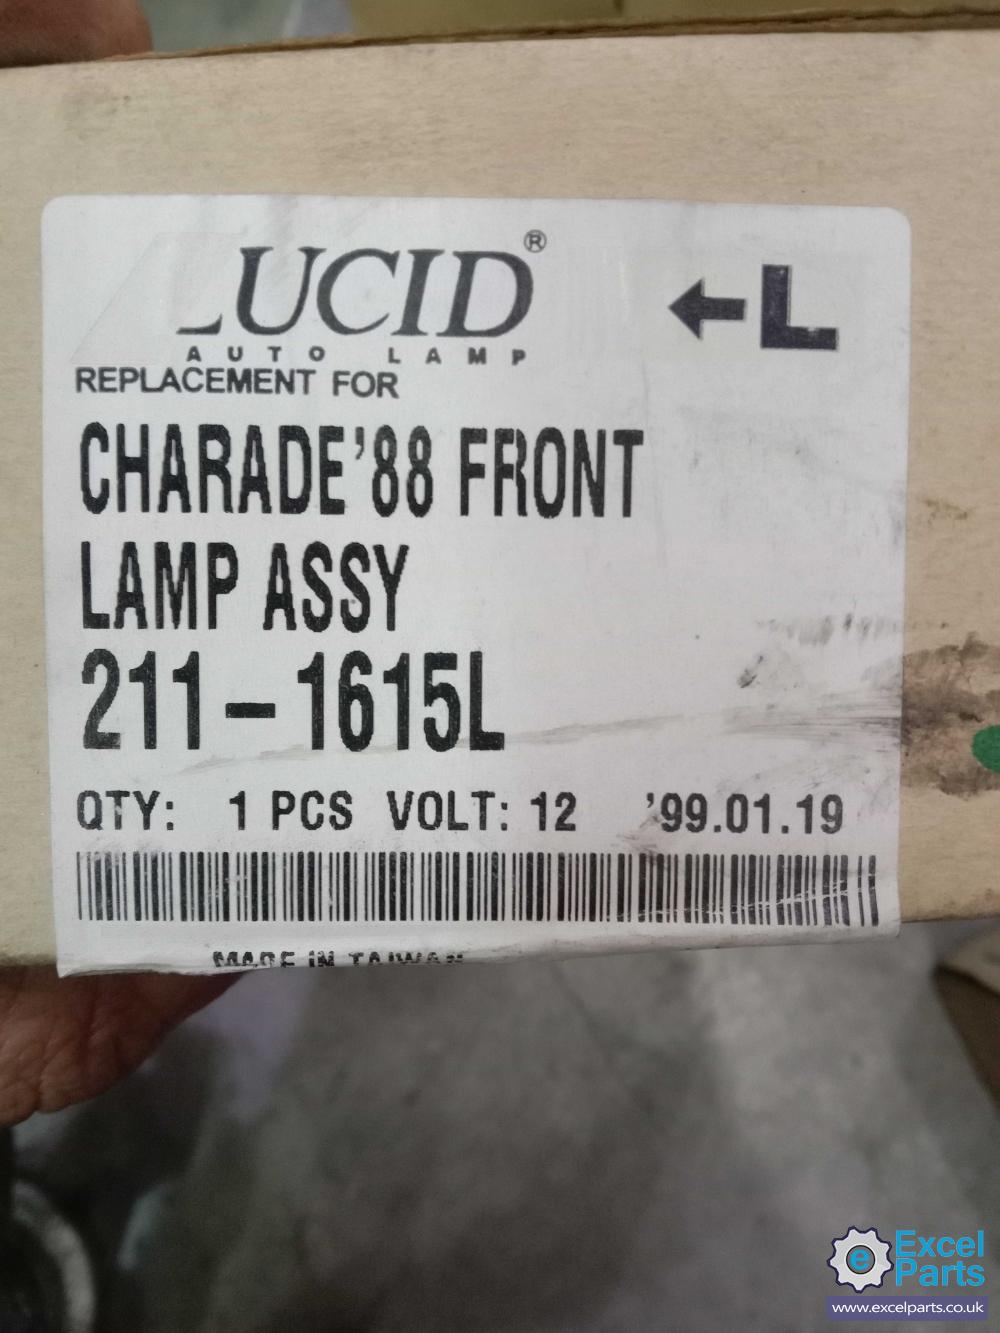 LUCID®
AUTO LAMP
← L
REPLACEMENT FOR
CHARADE'88 FRONT
LAMP ASSY
211-1615L
QTY: 1 PCS VOLT: 12 '99.01.19
MADE IN TAIWAN
Excel
Parts
www.excelparts.co.uk